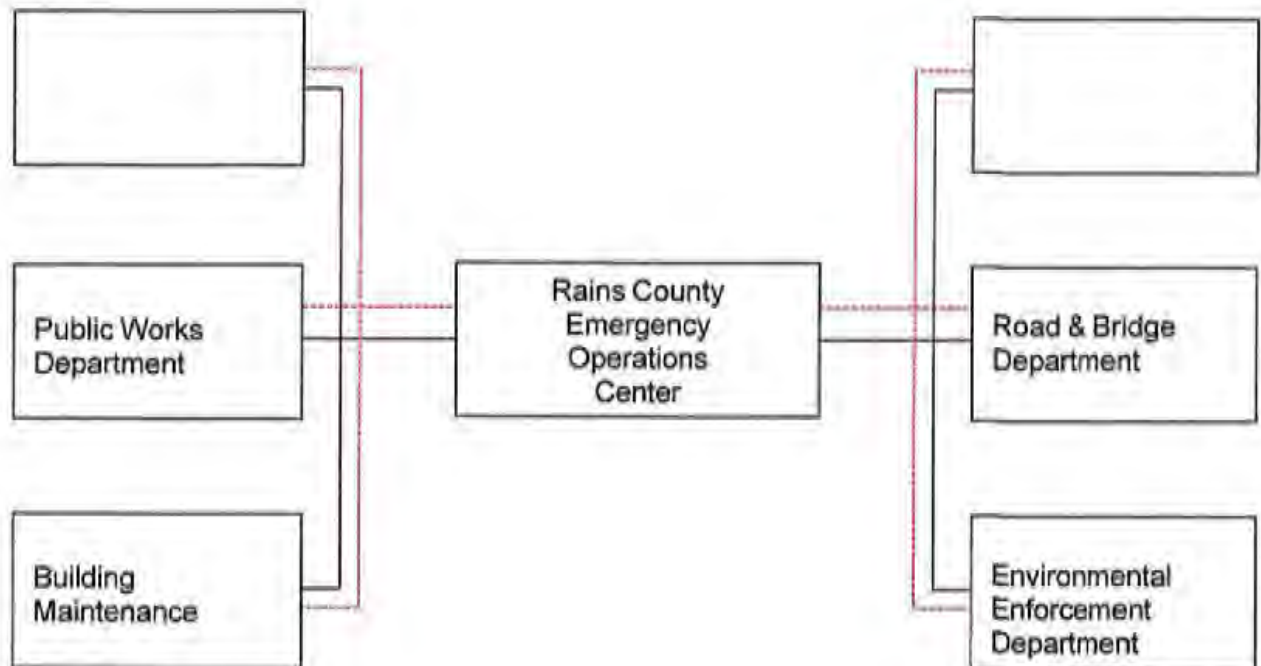 Public Works
Department
Rains County
Emergency
Operations
Center
Road & Bridge
Department
Building
Maintenance
Environmental
Enforcement
Department